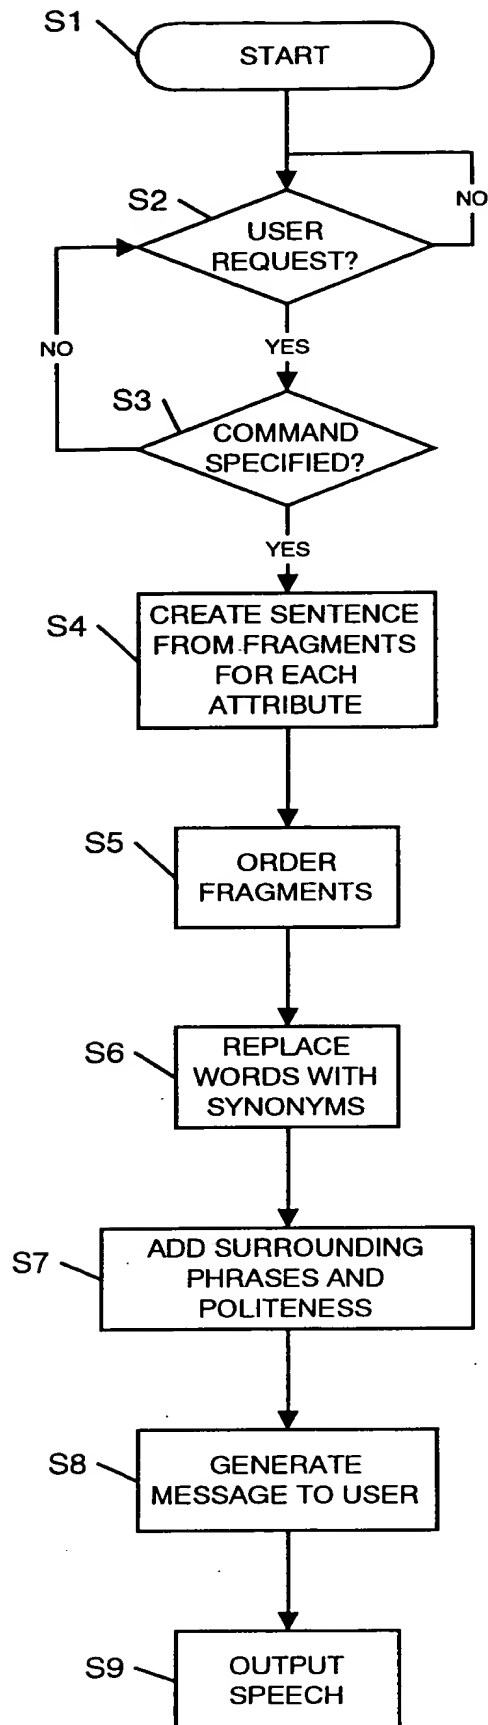 S1
START
NO
S2
USER
REQUEST?
NO
YES
S3
COMMAND
SPECIFIED?
YES
S4
CREATE SENTENCE
FROM FRAGMENTS
FOR EACH
ATTRIBUTE
S5
ORDER
FRAGMENTS
S6
REPLACE
WORDS WITH
SYNONYMS
S7
ADD SURROUNDING
PHRASES AND
POLITENESS
S8
GENERATE
MESSAGE TO USER
S9
OUTPUT
SPEECH